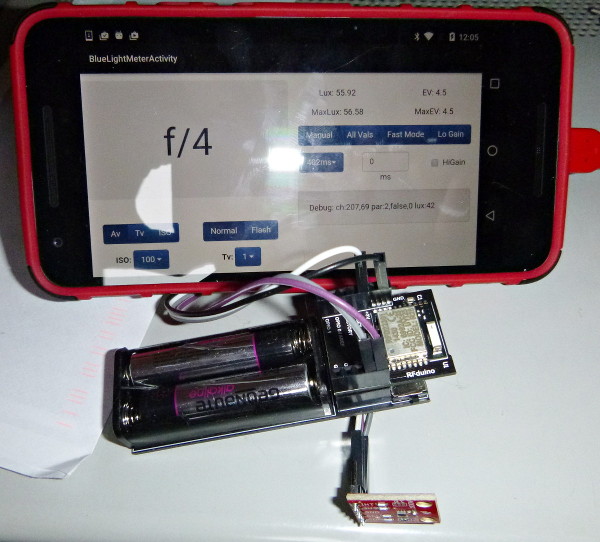 12:05
BlueLightMeterActivity
Lux: 55.92
EV: 4.5
MaxLux: 56.58
MaxEV: 4.5
f/4
Manual
All Vals
Fast Mode
Lo Gain
402ms
0
HiGain
ms
Debug: ch:207,69 par:2,false,0 lux:42
Av
Tv
ISO
Normal
Flash
ISO:
100
Tv:
1
GND
RFduino
alkaline